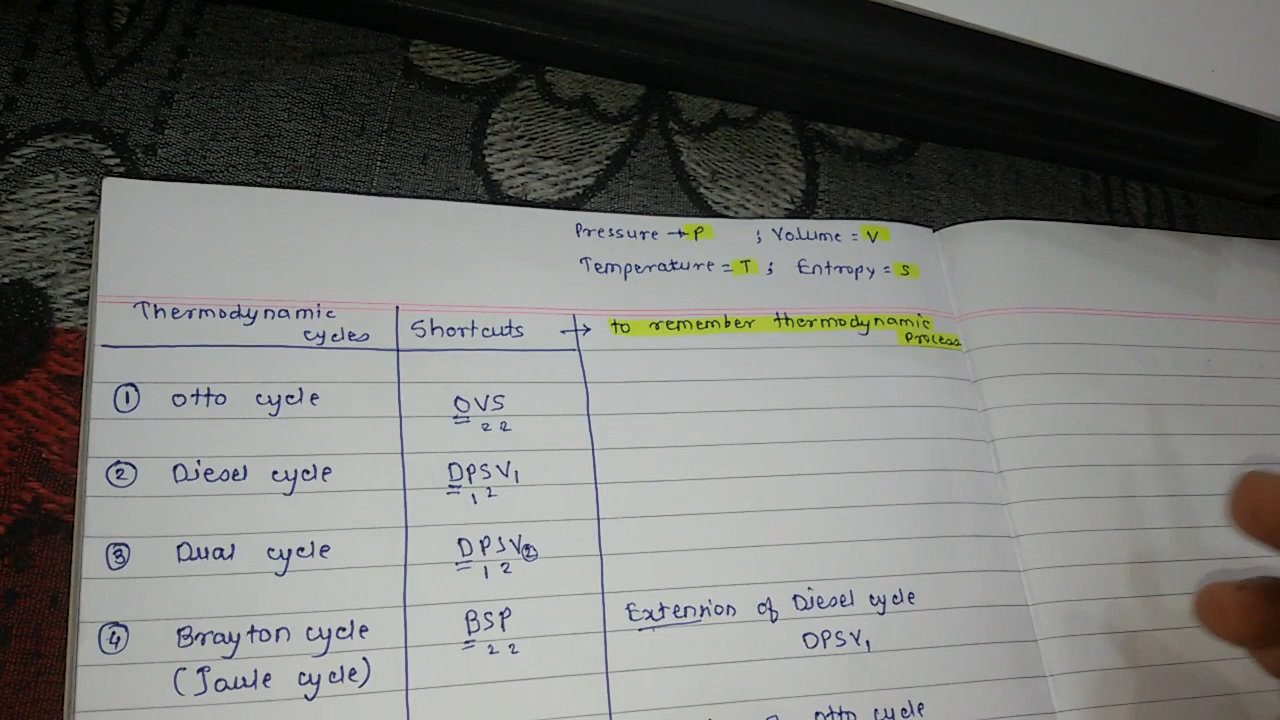 Pressure → P ; Volume = V
Temperature = T ; Entropy = S
Thermodynamic cycles
Shortcuts → to remember thermodynamic process
① Otto cycle OVS
2 2
② Diesel cycle DPSV1
1 2
③ Dual cycle DPSV②
1 2
④ Brayton cycle BSP
2 2
(Joule cycle)
Extension of Diesel cycle
DPSV1
otto cycle